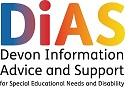 DiAS
Devon Information
Advice and Support
for Special Educational Needs and Disability